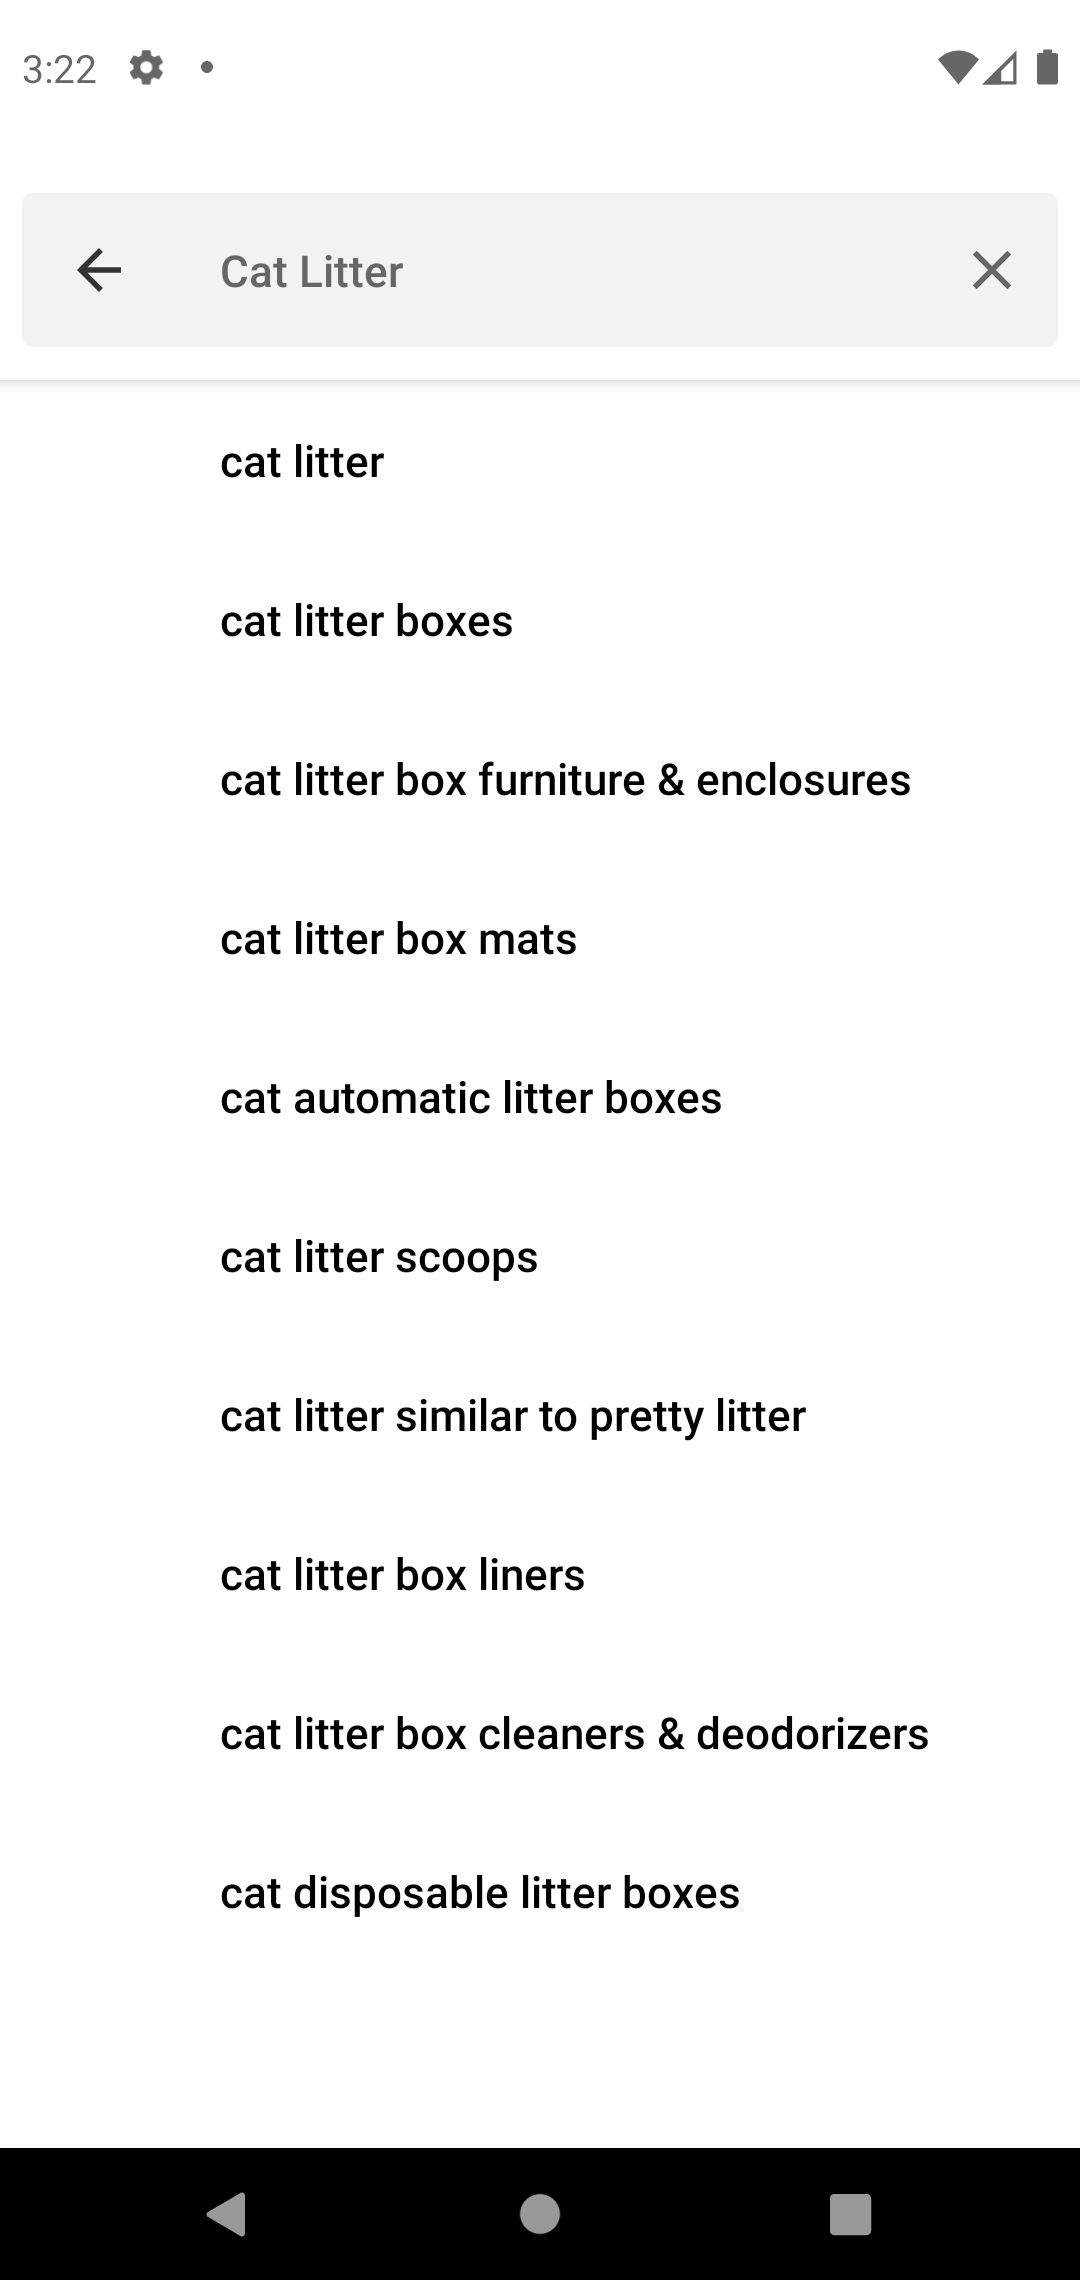 3:22
Cat Litter
cat litter
cat litter boxes
cat litter box furniture & enclosures
cat litter box mats
cat automatic litter boxes
cat litter scoops
cat litter similar to pretty litter
cat litter box liners
cat litter box cleaners & deodorizers
cat disposable litter boxes